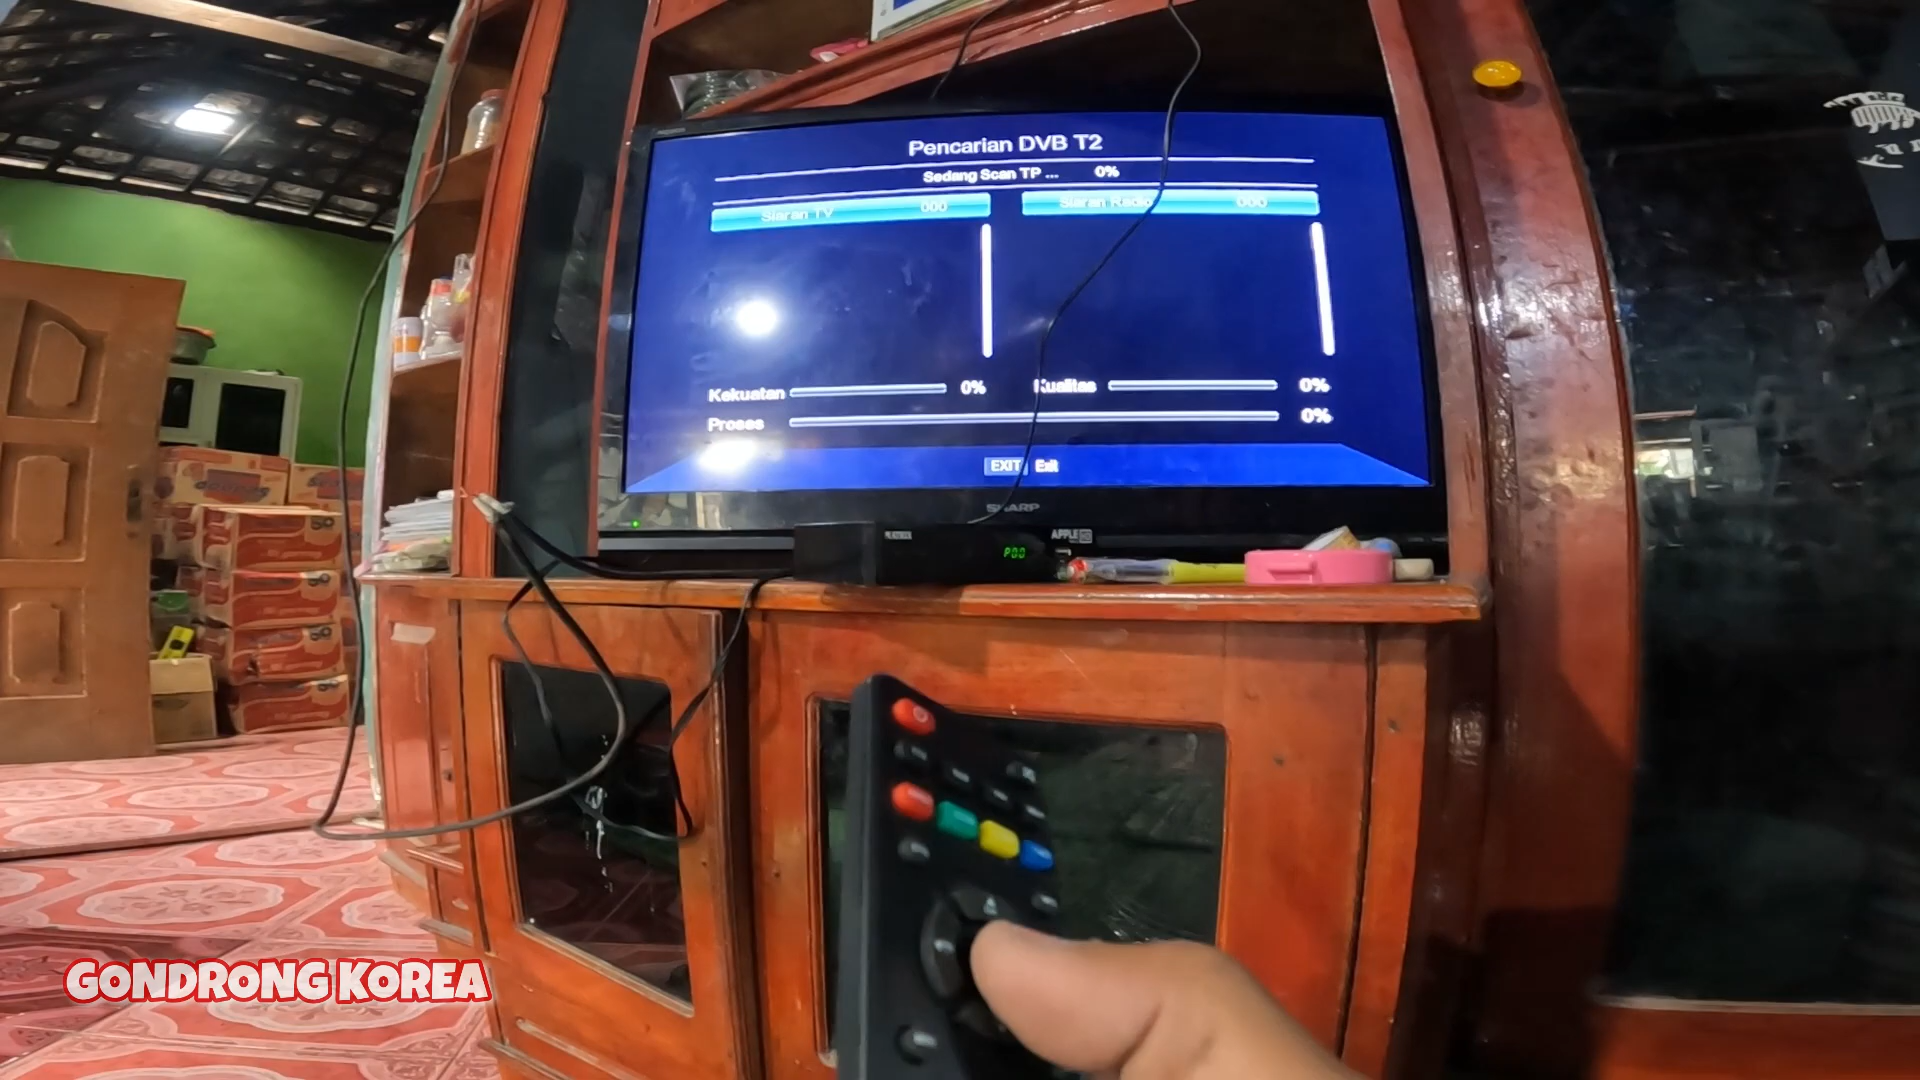 Pencarian DVB T2
Sedang Scan TP ... 0%
Siaran TV 000
Siaran Radio 000
Kekuatan 0%
Kualitas 0%
Proses 0%
EXIT Exit
SHARP
APPLE HD
P00
GONDRONG KOREA